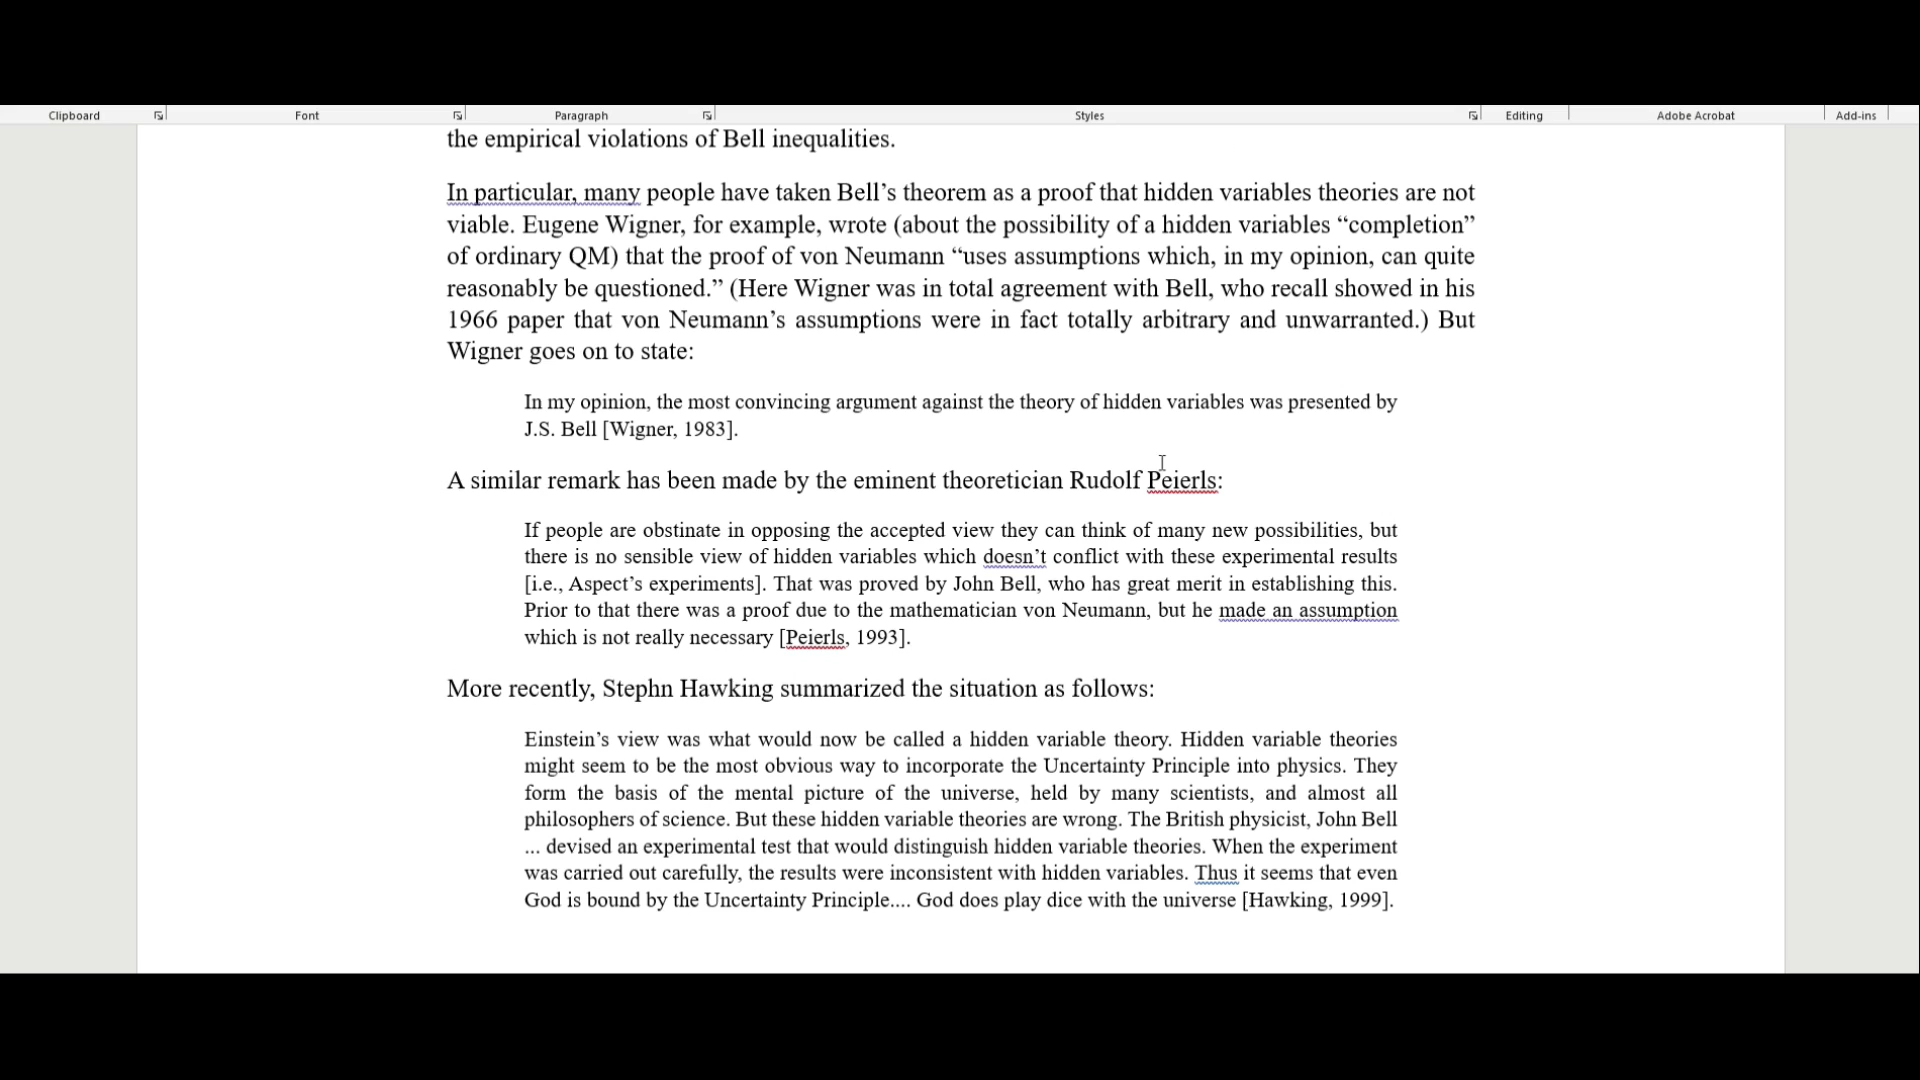 Clipboard Font Paragraph Styles Editing Adobe Acrobat Add-ins
the empirical violations of Bell inequalities.
In particular, many people have taken Bell’s theorem as a proof that hidden variables theories are not
viable. Eugene Wigner, for example, wrote (about the possibility of a hidden variables “completion”
of ordinary QM) that the proof of von Neumann “uses assumptions which, in my opinion, can quite
reasonably be questioned.” (Here Wigner was in total agreement with Bell, who recall showed in his
1966 paper that von Neumann’s assumptions were in fact totally arbitrary and unwarranted.) But
Wigner goes on to state:
In my opinion, the most convincing argument against the theory of hidden variables was presented by
J.S. Bell [Wigner, 1983].
A similar remark has been made by the eminent theoretician Rudolf Peierls:
If people are obstinate in opposing the accepted view they can think of many new possibilities, but
there is no sensible view of hidden variables which doesn’t conflict with these experimental results
[i.e., Aspect’s experiments]. That was proved by John Bell, who has great merit in establishing this.
Prior to that there was a proof due to the mathematician von Neumann, but he made an assumption
which is not really necessary [Peierls, 1993].
More recently, Stephn Hawking summarized the situation as follows:
Einstein’s view was what would now be called a hidden variable theory. Hidden variable theories
might seem to be the most obvious way to incorporate the Uncertainty Principle into physics. They
form the basis of the mental picture of the universe, held by many scientists, and almost all
philosophers of science. But these hidden variable theories are wrong. The British physicist, John Bell
... devised an experimental test that would distinguish hidden variable theories. When the experiment
was carried out carefully, the results were inconsistent with hidden variables. Thus it seems that even
God is bound by the Uncertainty Principle.... God does play dice with the universe [Hawking, 1999].